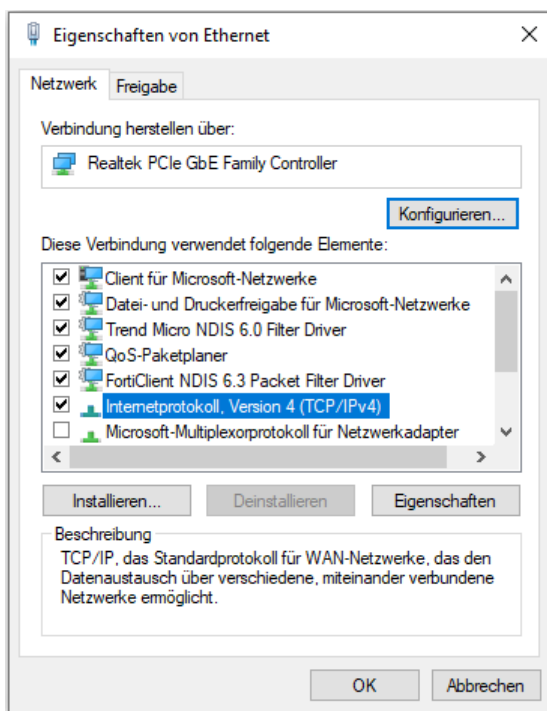 Eigenschaften von Ethernet
Netzwerk
Freigabe
Verbindung herstellen über:
Realtek PCIe GbE Family Controller
Konfigurieren...
Diese Verbindung verwendet folgende Elemente:
Client für Microsoft-Netzwerke
Datei- und Druckerfreigabe für Microsoft-Netzwerke
Trend Micro NDIS 6.0 Filter Driver
QoS-Paketplaner
FortiClient NDIS 6.3 Packet Filter Driver
Internetprotokoll, Version 4 (TCP/IPv4)
Microsoft-Multiplexorprotokoll für Netzwerkadapter
Installieren...
Deinstallieren
Eigenschaften
Beschreibung
TCP/IP, das Standardprotokoll für WAN-Netzwerke, das den
Datenaustausch über verschiedene, miteinander verbundene
Netzwerke ermöglicht.
OK
Abbrechen